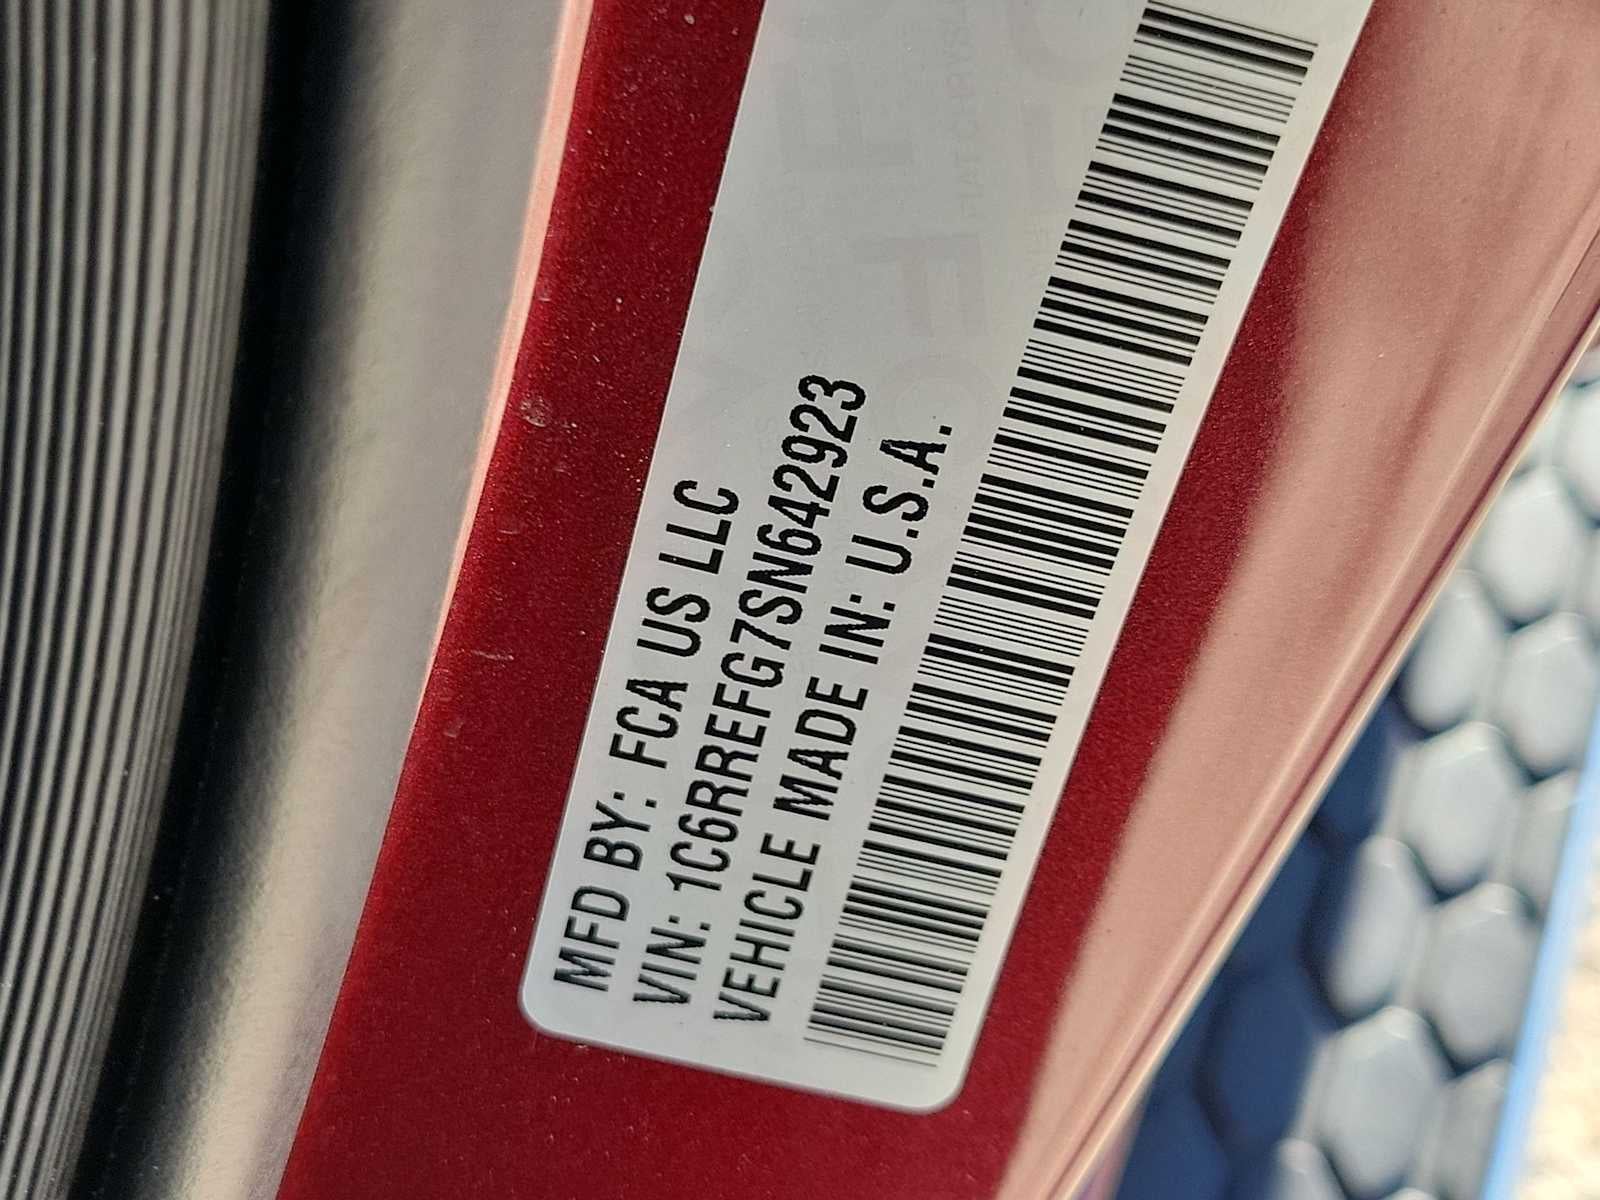 MFD BY: FCA US LLC
VIN: 1C6RREFG7SN642923
VEHICLE MADE IN: U.S.A.